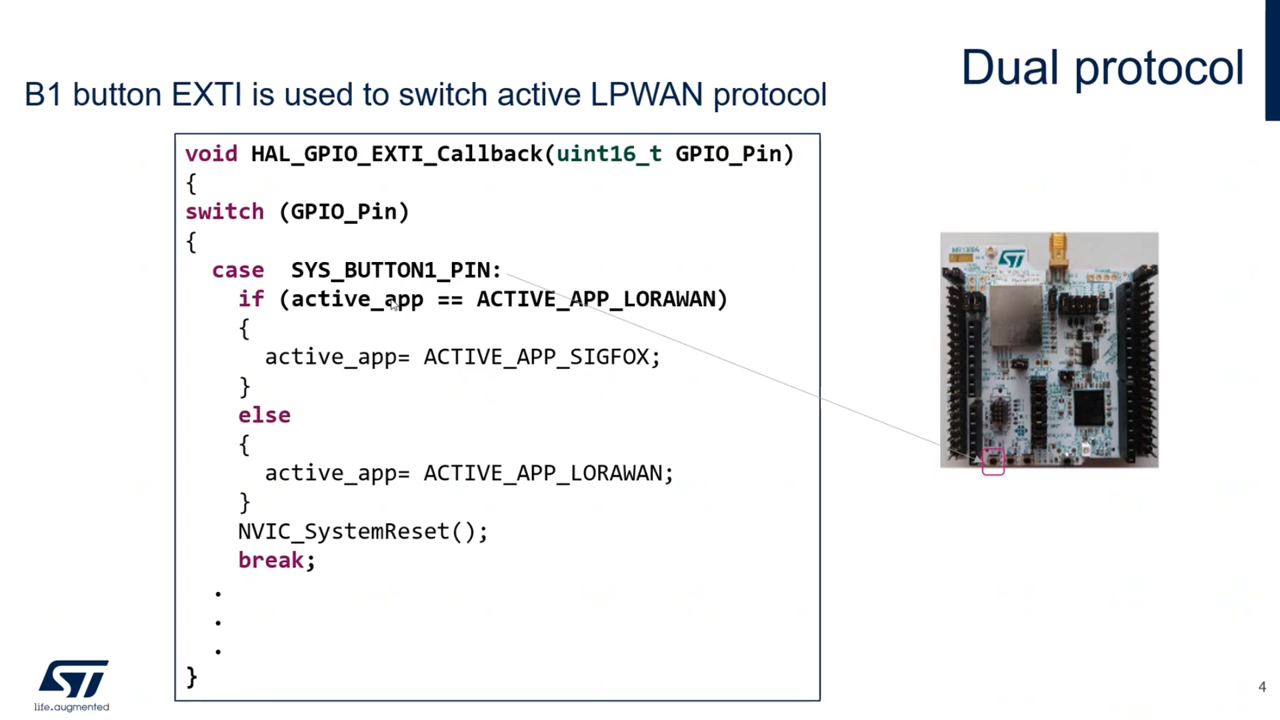 Dual protocol
B1 button EXTI is used to switch active LPWAN protocol
void HAL_GPIO_EXTI_Callback(uint16_t GPIO_Pin)
{
switch (GPIO_Pin)
{
case SYS_BUTTON1_PIN:
if (active_app == ACTIVE_APP_LORAWAN)
{
active_app= ACTIVE_APP_SIGFOX;
}
else
{
active_app= ACTIVE_APP_LORAWAN;
}
NVIC_SystemReset();
break;
.
.
.
}
ST
life.augmented
4